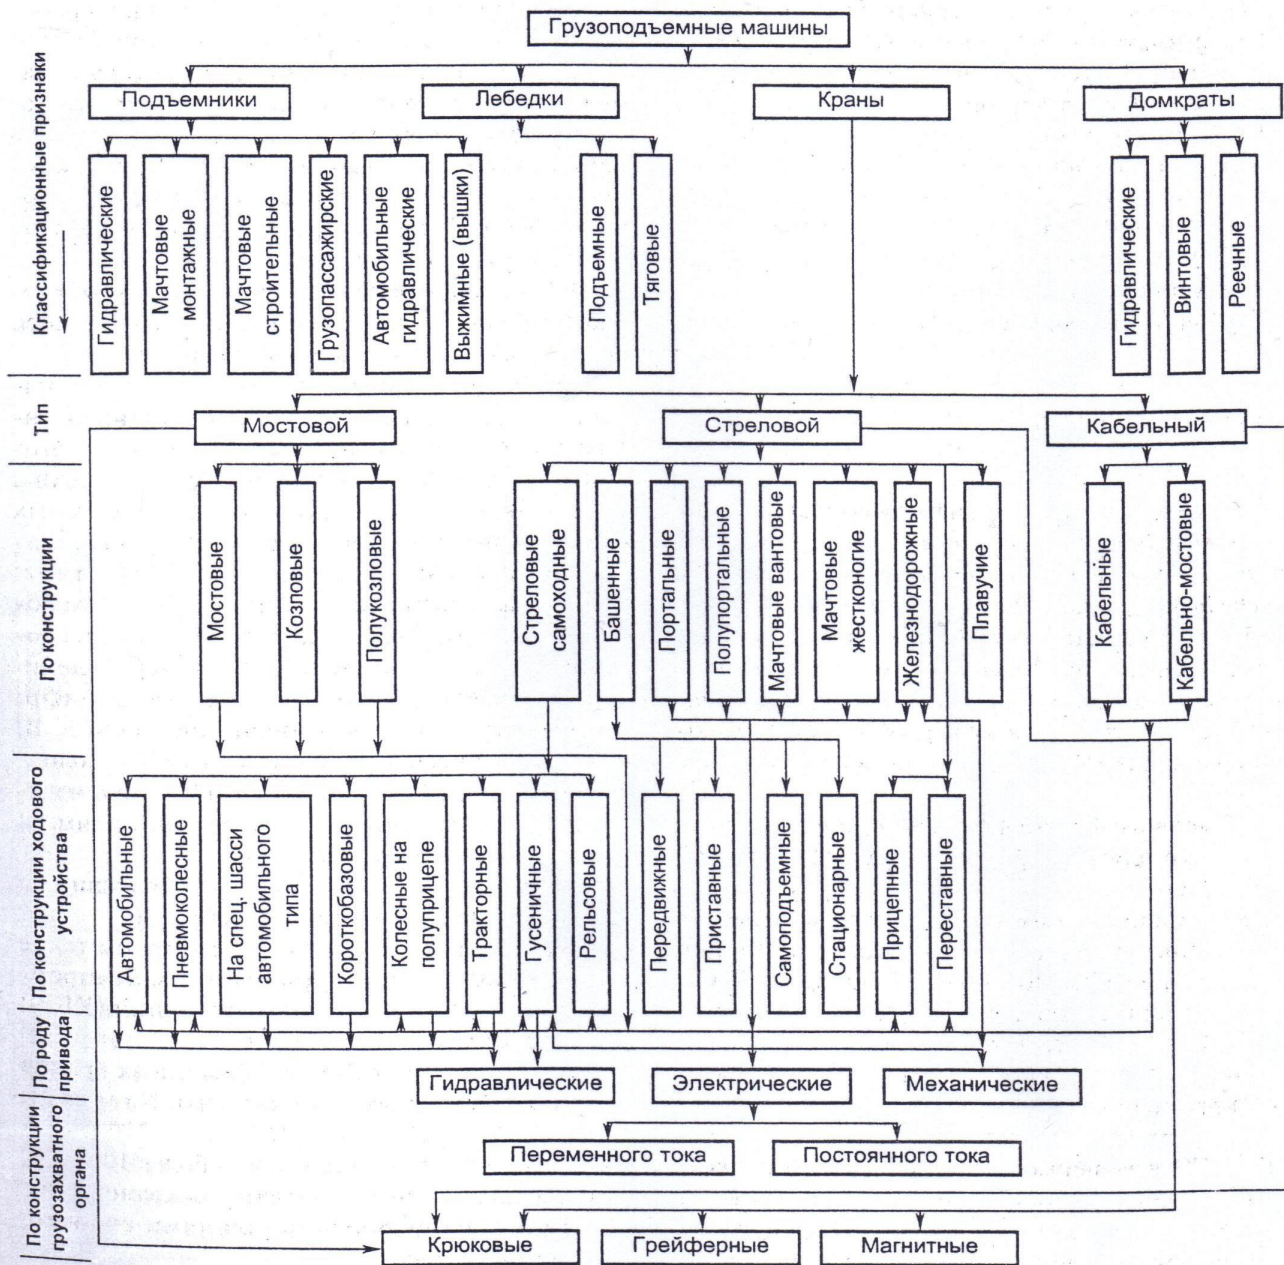 Грузоподъемные машины
Классификационные признаки
Подъемники
Лебедки
Краны
Домкраты
Гидравлические
Мачтовые
монтажные
Мачтовые
строительные
Грузопассажирские
Автомобильные
гидравлические
Выжимные (вышки)
Подъемные
Тяговые
Гидравлические
Винтовые
Реечные
Тип
Мостовой
Стреловой
Кабельный
По конструкции
Мостовые
Козловые
Полукозловые
Стреловые
самоходные
Башенные
Портальные
Полупортальные
Мачтовые вантовые
Мачтовые
жестконогие
Железнодорожные
Плавучие
Кабельные
Кабельно-мостовые
По конструкции ходового
устройства
Автомобильные
Пневмоколесные
На спец. шасси
автомобильного
типа
Короткобазовые
Колесные на
полуприцепе
Тракторные
Гусеничные
Рельсовые
Передвижные
Приставные
Самоподъемные
Стационарные
Прицепные
Переставные
По роду
привода
Гидравлические
Электрические
Механические
Переменного тока
Постоянного тока
По конструкции
грузозахватного
органа
Крюковые
Грейферные
Магнитные